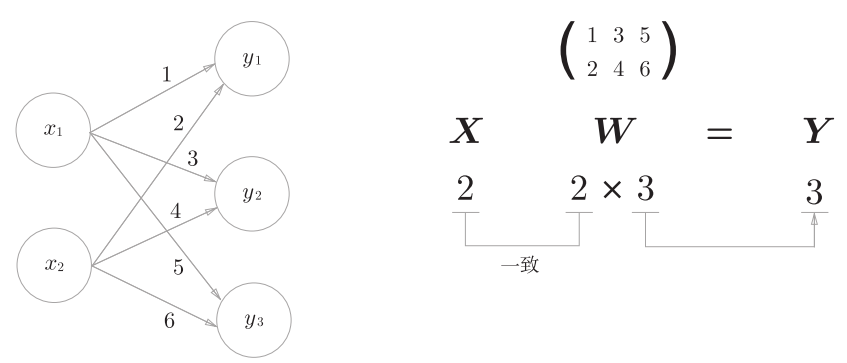 x₁
x₂
1
2
3
4
5
6
y₁
y₂
y₃
( 1 3 5
2 4 6 )
X W = Y
2 2 × 3 3
一致